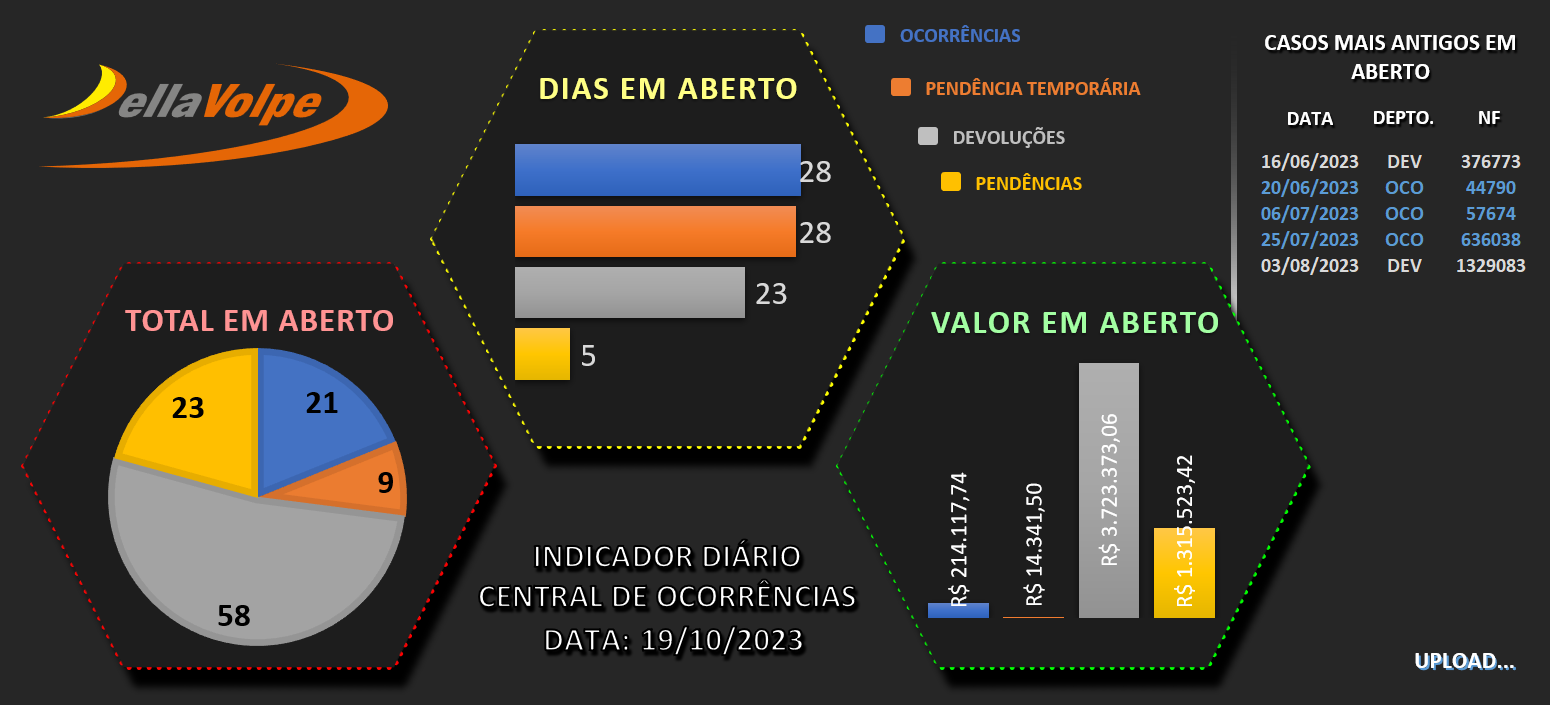 ellaVolpe
DIAS EM ABERTO
28
28
23
5
OCORRÊNCIAS
PENDÊNCIA TEMPORÁRIA
DEVOLUÇÕES
PENDÊNCIAS
CASOS MAIS ANTIGOS EM
ABERTO
DATA DEPTO. NF
16/06/2023 DEV 376773
20/06/2023 OCO 44790
06/07/2023 OCO 57674
25/07/2023 OCO 636038
03/08/2023 DEV 1329083
TOTAL EM ABERTO
23
21
9
58
VALOR EM ABERTO
R$ 214.117,74
R$ 14.341,50
R$ 3.723.373,06
R$ 1.315.523,42
INDICADOR DIÁRIO
CENTRAL DE OCORRÊNCIAS
DATA: 19/10/2023
UPLOAD...